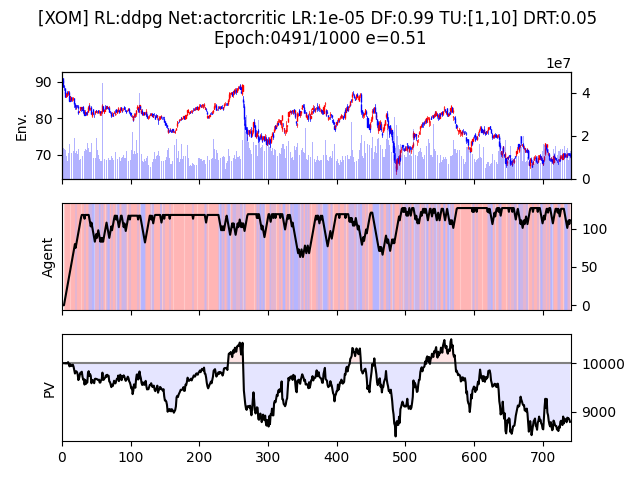 [XOM] RL:ddpg Net:actorcritic LR:1e-05 DF:0.99 TU:[1,10] DRT:0.05
Epoch:0491/1000 e=0.51
1e7
90
80
70
Env.
4
2
0
Agent
100
50
0
PV
10000
9000
0 100 200 300 400 500 600 700